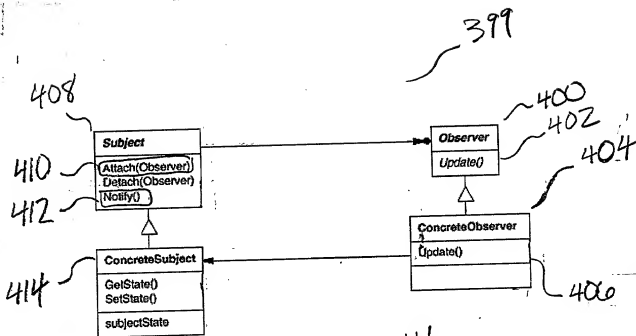 399
408
400
Subject
Observer
402
410
Attach(Observer)
Update()
404
Detach(Observer)
412
Notify()
ConcreteObserver
ConcreteSubject
Update()
414
GetState()
SetState()
406
subjectState